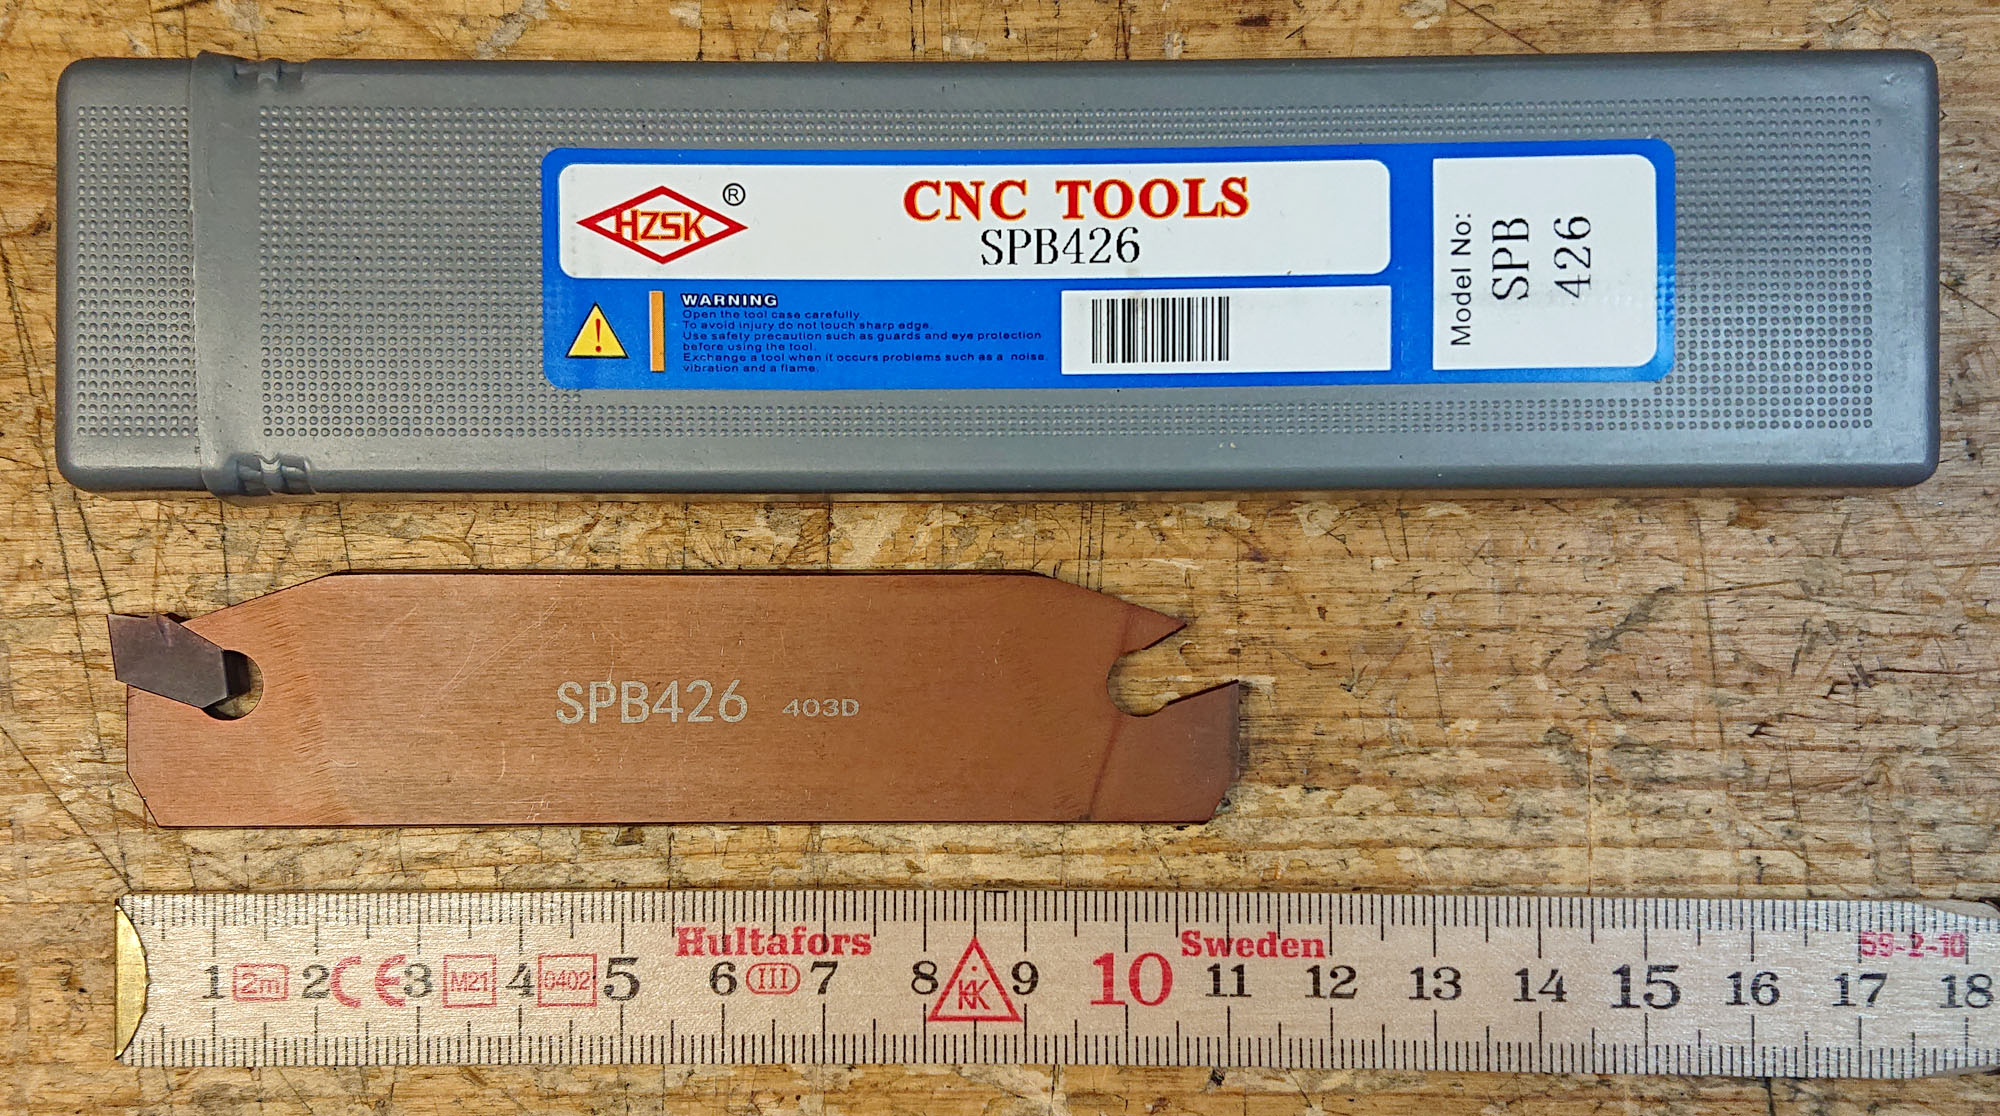 HZSK ®
CNC TOOLS
SPB426
WARNING
Open the tool case carefully.
To avoid injury do not touch sharp edge.
Use safety precaution such as guards and eye protection
before using the tool.
Exchange a tool when it occurs problems such as a noise.
vibration and a flame.
Model No:
SPB
426
SPB426 403D
Hultafors Sweden 59-2-10
1 2m 2 CE 3 M21 4 0402 5 6 III 7 8 KK 9 10 11 12 13 14 15 16 17 18